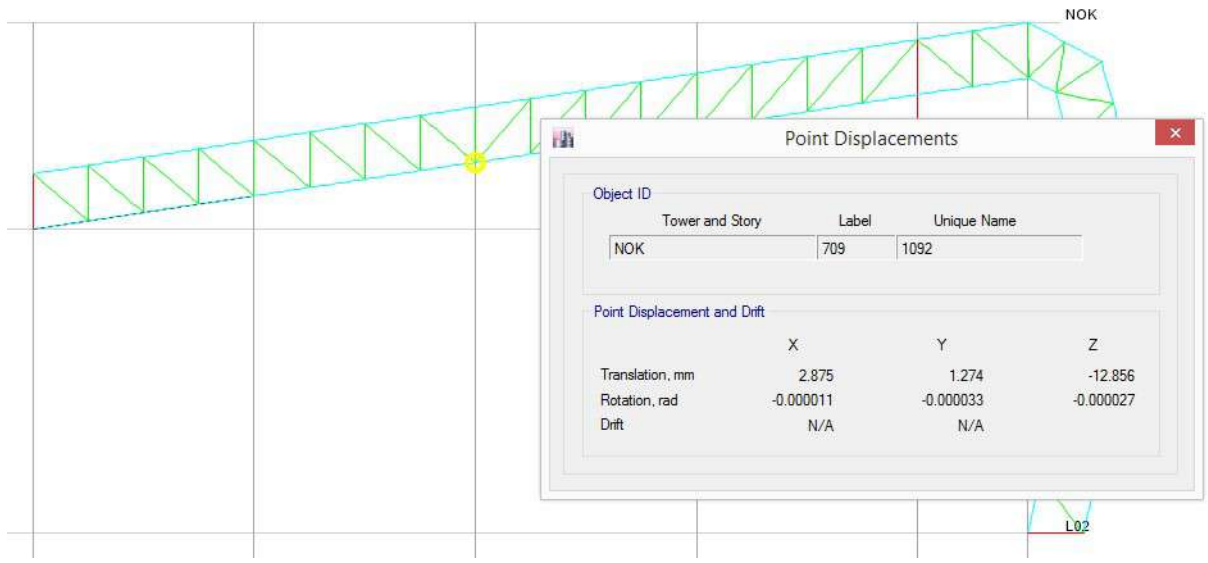 NOK
Point Displacements
Object ID
Tower and Story Label Unique Name
NOK 709 1092
Point Displacement and Drift
X Y Z
Translation, mm 2.875 1.274 -12.856
Rotation, rad -0.000011 -0.000033 -0.000027
Drift N/A N/A
L02